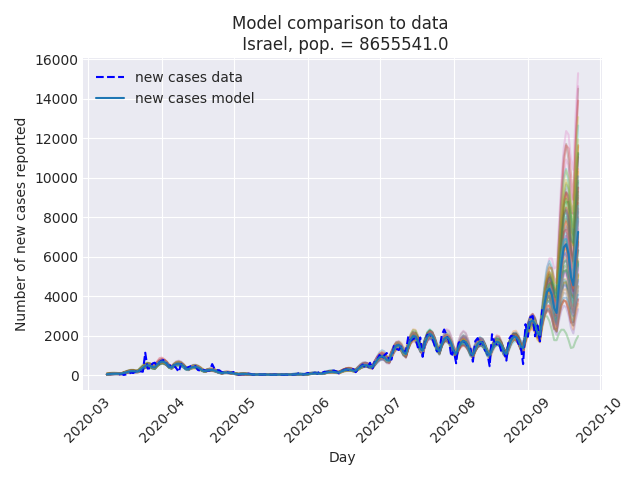 Model comparison to data
Israel, pop. = 8655541.0
16000
14000
12000
10000
8000
6000
4000
2000
0
Number of new cases reported
new cases data
new cases model
2020-03
2020-04
2020-05
2020-06
2020-07
2020-08
2020-09
2020-10
Day